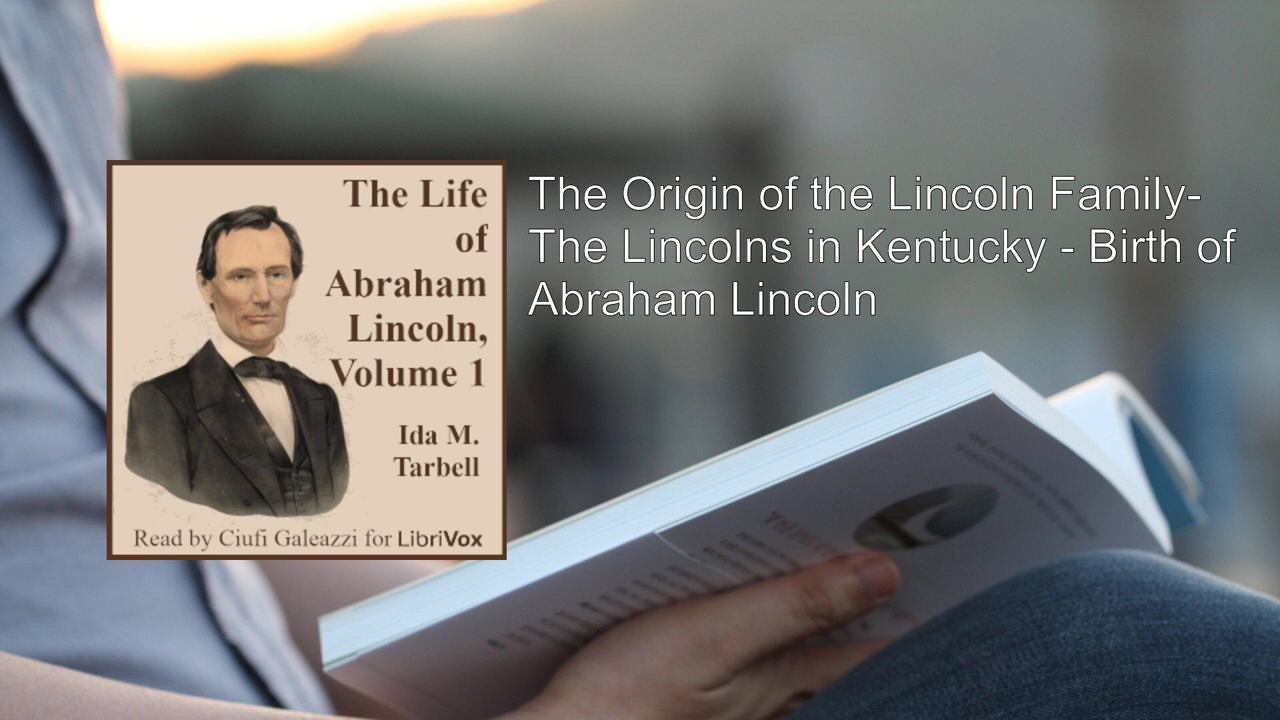 The Life
of
Abraham
Lincoln,
Volume 1
Ida M.
Tarbell
Read by Ciufi Galeazzi for LibriVox
The Origin of the Lincoln Family-
The Lincolns in Kentucky - Birth of
Abraham Lincoln